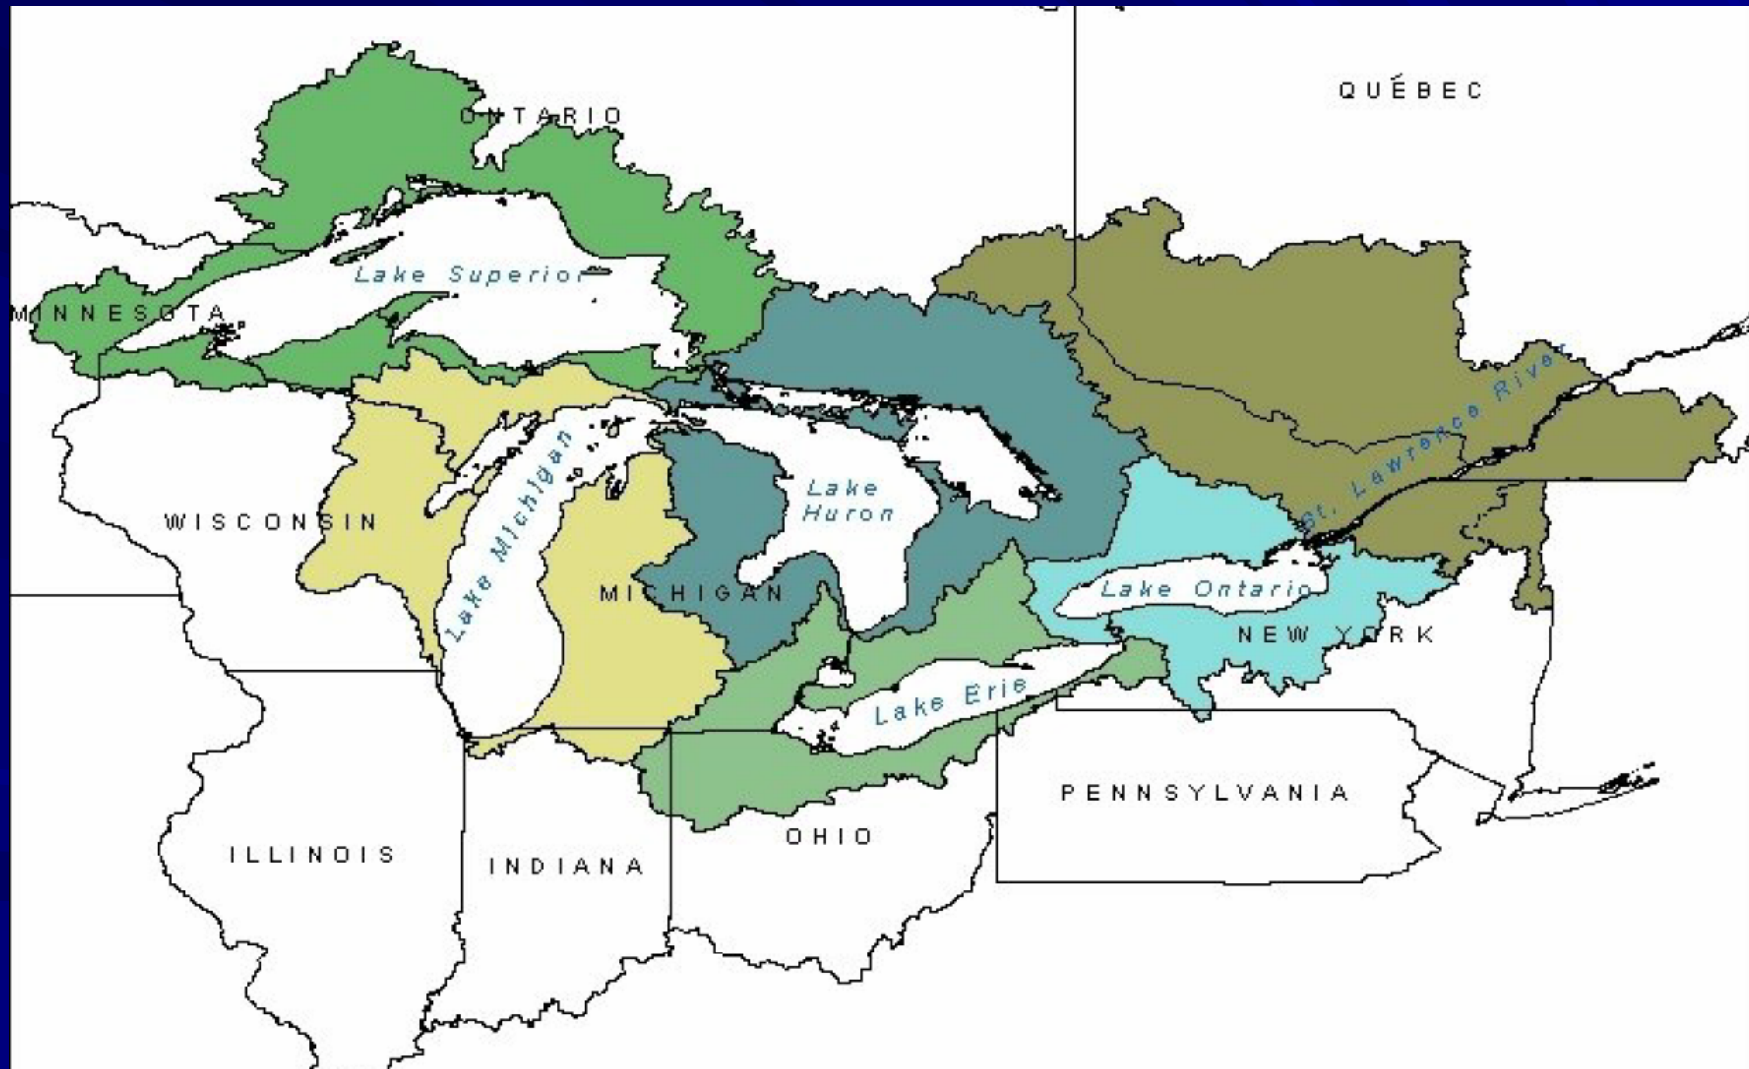 QUÉBEC
ONTARIO
Lake Superior
MINNESOTA
St. Lawrence River
Lake Michigan
Lake
Huron
WISCONSIN
MICHIGAN
Lake Ontario
NEW YORK
Lake Erie
PENNSYLVANIA
OHIO
ILLINOIS
INDIANA